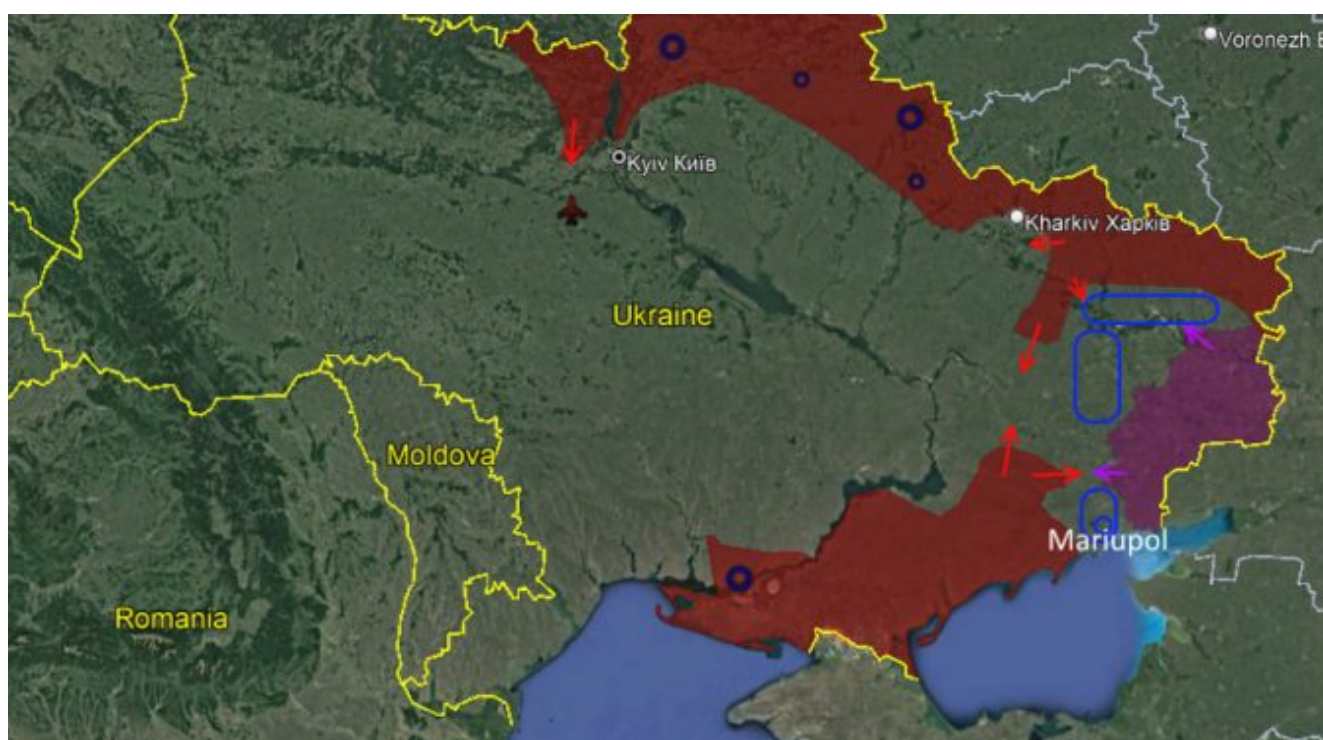 Voronezh
Kyiv Київ
Kharkiv Харків
Ukraine
Moldova
Mariupol
Romania